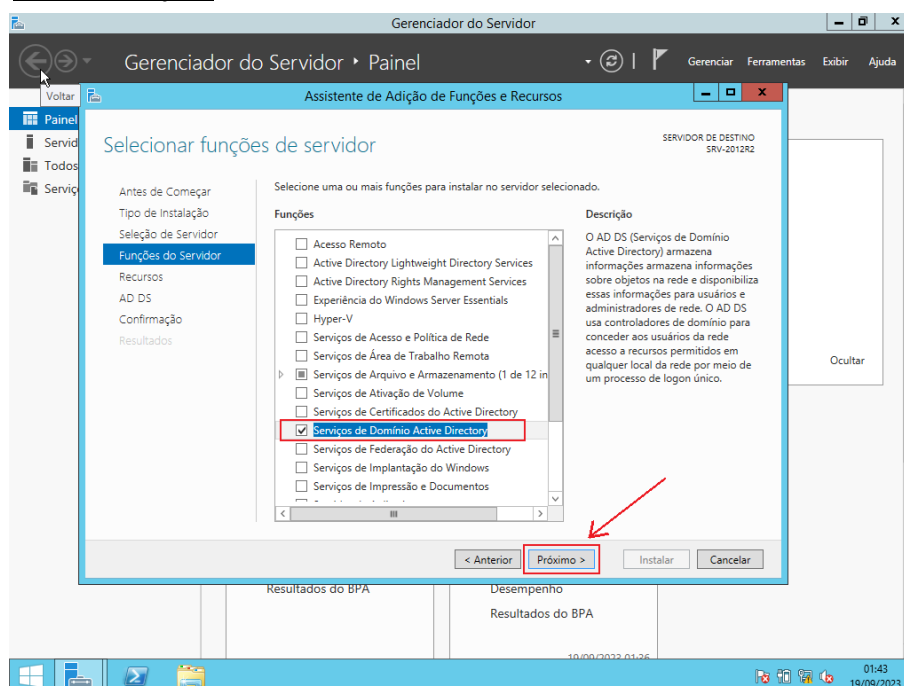 Gerenciador do Servidor
Gerenciador do Servidor
Painel
Gerenciar
Ferramentas
Exibir
Ajuda
Voltar
Painel
Servid
Todos
Serviç
Assistente de Adição de Funções e Recursos
Selecionar funções de servidor
SERVIDOR DE DESTINO
SRV-2012R2
Antes de Começar
Tipo de Instalação
Seleção de Servidor
Funções do Servidor
Recursos
AD DS
Confirmação
Resultados
Selecione uma ou mais funções para instalar no servidor selecionado.
Funções
Acesso Remoto
Active Directory Lightweight Directory Services
Active Directory Rights Management Services
Experiência do Windows Server Essentials
Hyper-V
Serviços de Acesso e Política de Rede
Serviços de Área de Trabalho Remota
Serviços de Arquivo e Armazenamento (1 de 12 in
Serviços de Ativação de Volume
Serviços de Certificados do Active Directory
Serviços de Domínio Active Directory
Serviços de Federação do Active Directory
Serviços de Implantação do Windows
Serviços de Impressão e Documentos
Descrição
O AD DS (Serviços de Domínio
Active Directory) armazena
informações armazena informações
sobre objetos na rede e disponibiliza
essas informações para usuários e
administradores de rede. O AD DS
usa controladores de domínio para
conceder aos usuários da rede
acesso a recursos permitidos em
qualquer local da rede por meio de
um processo de logon único.
Ocultar
< Anterior
Próximo >
Instalar
Cancelar
Resultados do BPA
Desempenho
Resultados do BPA
19/09/2023 01:36
01:43
19/09/2023